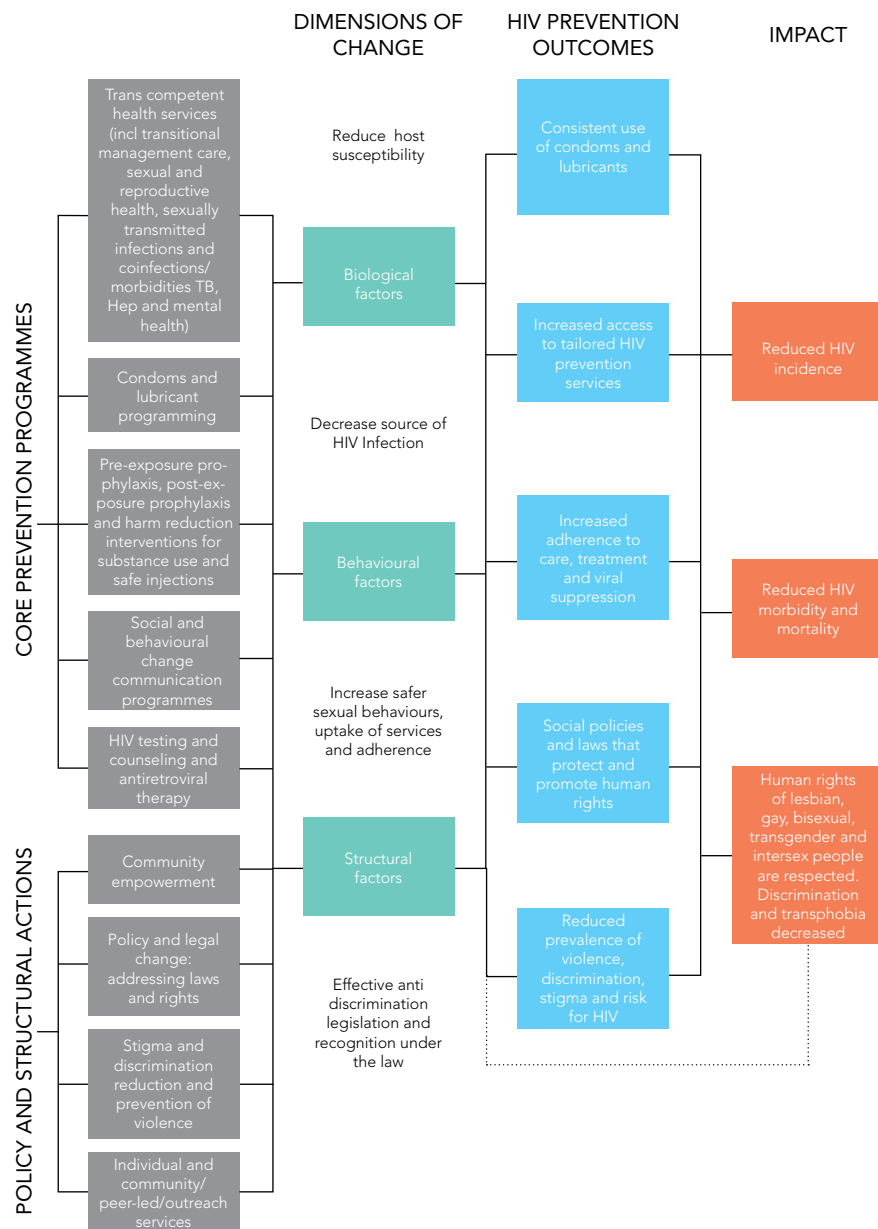 DIMENSIONS OF
CHANGE
HIV PREVENTION
OUTCOMES
IMPACT
CORE PREVENTION PROGRAMMES
Trans competent
health services
(incl transitional
management care,
sexual and
reproductive
health, sexually
transmitted
infections and
coinfections/
morbidities TB,
Hep and mental
health)
Condoms and
lubricant
programming
Pre-exposure pro-
phylaxis, post-ex-
posure prophylaxis
and harm reduction
interventions for
substance use and
safe injections
Social and
behavioural
change
communication
programmes
HIV testing and
counseling and
antiretroviral
therapy
POLICY AND STRUCTURAL ACTIONS
Community
empowerment
Policy and legal
change:
addressing laws
and rights
Stigma and
discrimination
reduction and
prevention of
violence
Individual and
community/
peer-led/outreach
services
Reduce host
susceptibility
Biological
factors
Decrease source of
HIV Infection
Behavioural
factors
Increase safer
sexual behaviours,
uptake of services
and adherence
Structural
factors
Effective anti
discrimination
legislation and
recognition under
the law
Consistent use
of condoms and
lubricants
Increased access
to tailored HIV
prevention
services
Increased
adherence to
care, treatment
and viral
suppression
Social policies
and laws that
protect and
promote human
rights
Reduced
prevalence of
violence,
discrimination,
stigma and risk
for HIV
Reduced HIV
incidence
Reduced HIV
morbidity and
mortality
Human rights
of lesbian,
gay, bisexual,
transgender and
intersex people
are respected.
Discrimination
and transphobia
decreased